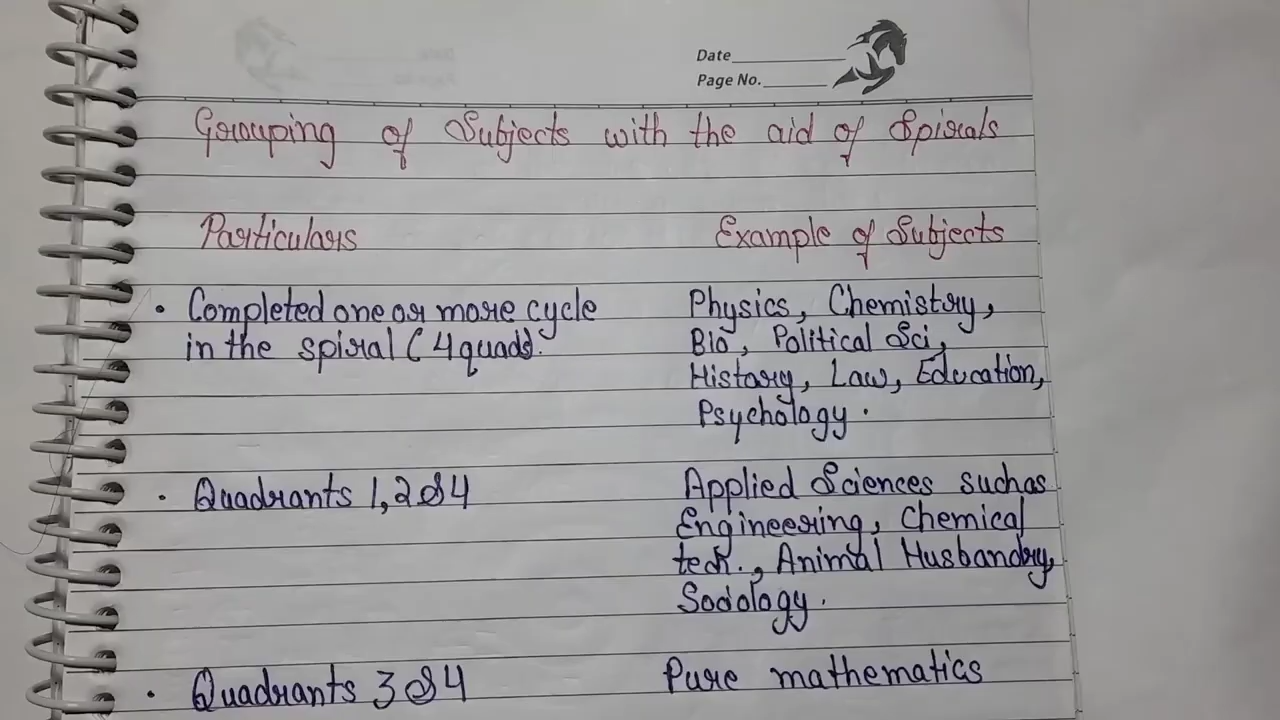 Date
Page No.
Grouping of Subjects with the aid of Spirals
Particulars Example of Subjects
• Completed one or more cycle Physics, Chemistry,
in the spiral (4 quads). Bio, Political Sci,
History, Law, Education,
Psychology.
• Quadrants 1, 2 & 4 Applied Sciences such as
Engineering, Chemical
tech., Animal Husbandry,
Sociology.
• Quadrants 3 & 4 Pure mathematics